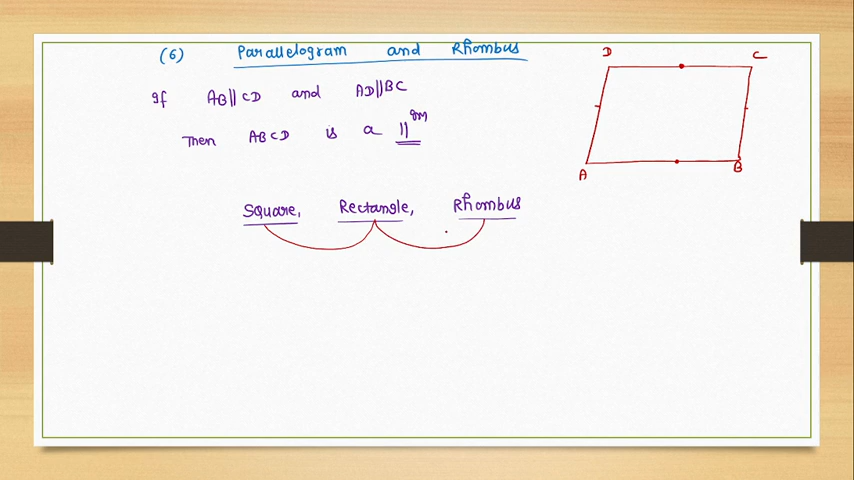 (6) Parallelogram and Rhombus
If AB||CD and AD||BC
Then ABCD is a ||gm
Square, Rectangle, Rhombus
D C
A B